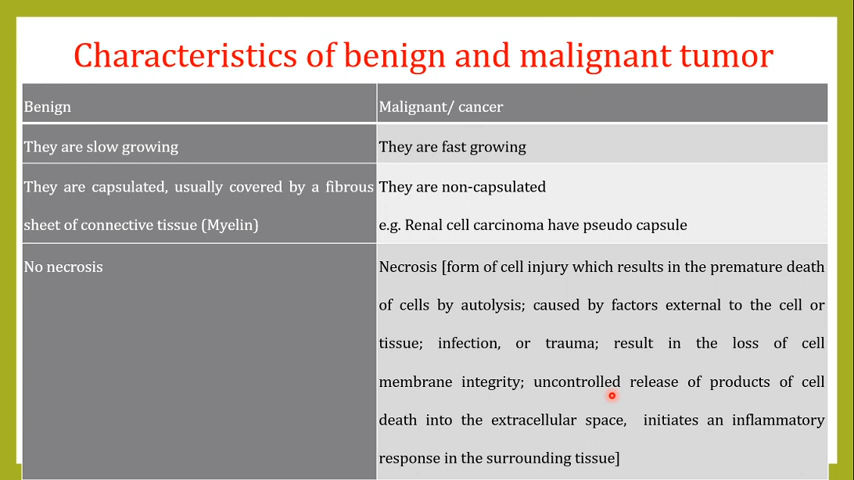 Characteristics of benign and malignant tumor
Benign
Malignant/ cancer
They are slow growing
They are fast growing
They are capsulated, usually covered by a fibrous
sheet of connective tissue (Myelin)
They are non-capsulated
e.g. Renal cell carcinoma have pseudo capsule
No necrosis
Necrosis [form of cell injury which results in the premature death
of cells by autolysis; caused by factors external to the cell or
tissue; infection, or trauma; result in the loss of cell
membrane integrity; uncontrolled release of products of cell
death into the extracellular space, initiates an inflammatory
response in the surrounding tissue]